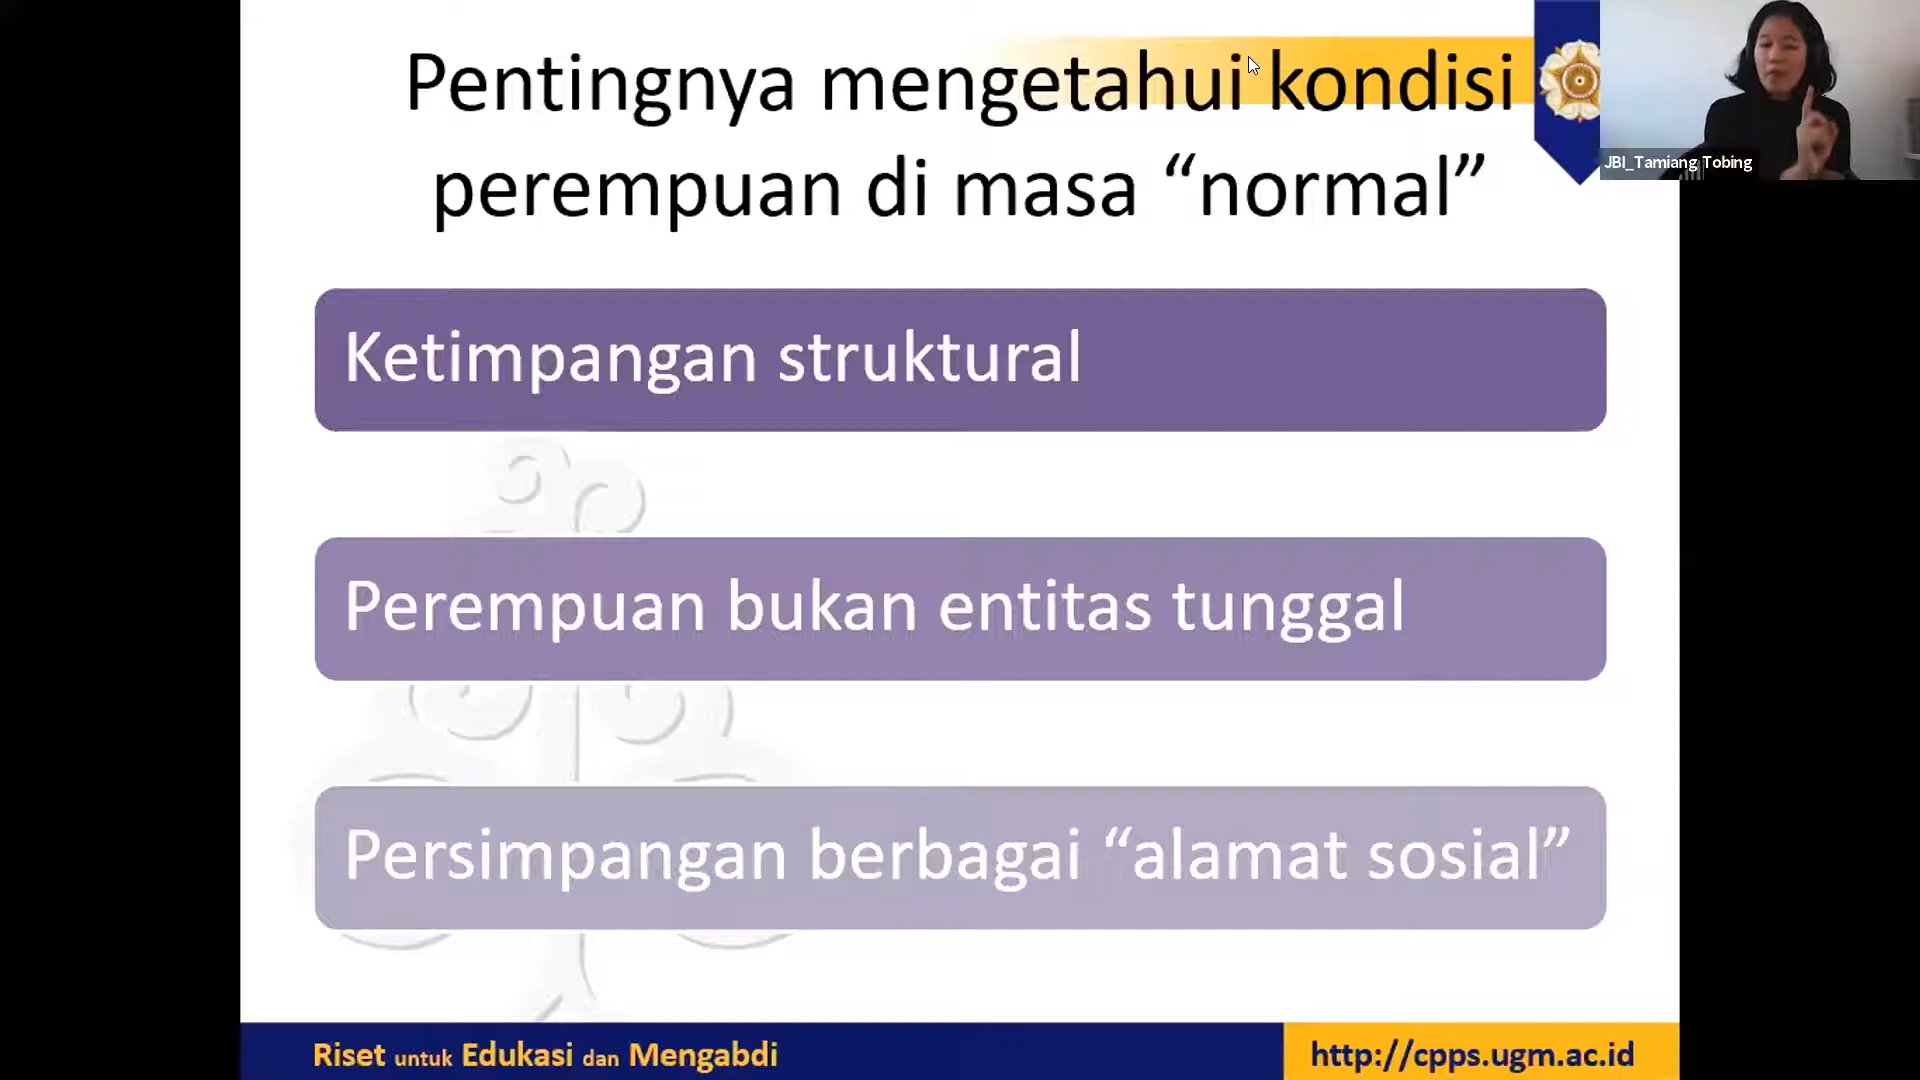 Pentingnya mengetahui kondisi
perempuan di masa “normal”
JBI_Tamiang Tobing
Ketimpangan struktural
Perempuan bukan entitas tunggal
Persimpangan berbagai “alamat sosial”
Riset untuk Edukasi dan Mengabdi
http://cpps.ugm.ac.id